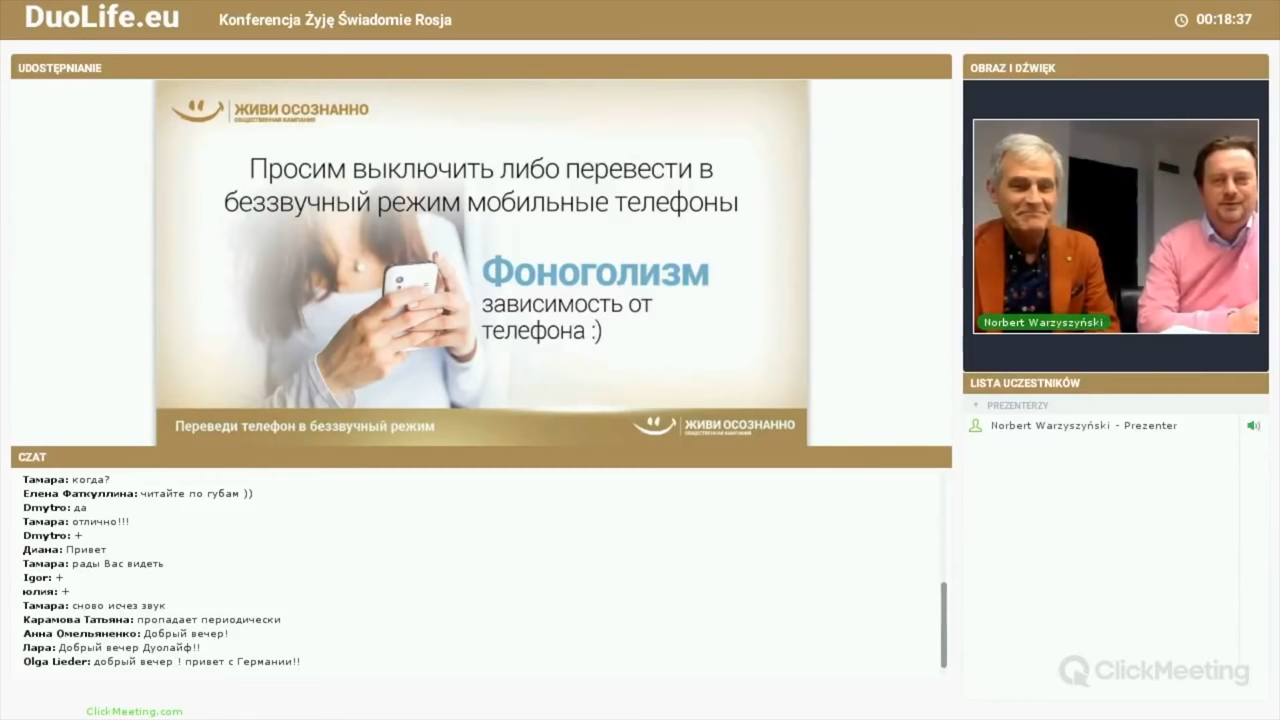 DuoLife.eu
Konferencja Żyję Świadomie Rosja
00:18:37
UDOSTĘPNIANIE
ЖИВИ ОСОЗНАННО
ОБЩЕСТВЕННАЯ КАМПАНИЯ
Просим выключить либо перевести в
беззвучный режим мобильные телефоны
Фоноголизм
зависимость от
телефона :)
Переведи телефон в беззвучный режим
ЖИВИ ОСОЗНАННО
ОБЩЕСТВЕННАЯ КАМПАНИЯ
OBRAZ I DŹWIĘK
Norbert Warzyszyński
LISTA UCZESTNIKÓW
PREZENTERZY
Norbert Warzyszyński - Prezenter
CZAT
Тамара: когда?
Елена Фаткуллина: читайте по губам ))
Dmytro: да
Тамара: отлично!!!
Dmytro: +
Диана: Привет
Тамара: рады Вас видеть
Igor: +
юлия: +
Тамара: сново исчез звук
Карамова Татьяна: пропадает периодически
Анна Омельяненко: Добрый вечер!
Лара: Добрый вечер Дуолайф!!
Olga Lieder: добрый вечер ! привет с Германии!!
ClickMeeting
ClickMeeting.com